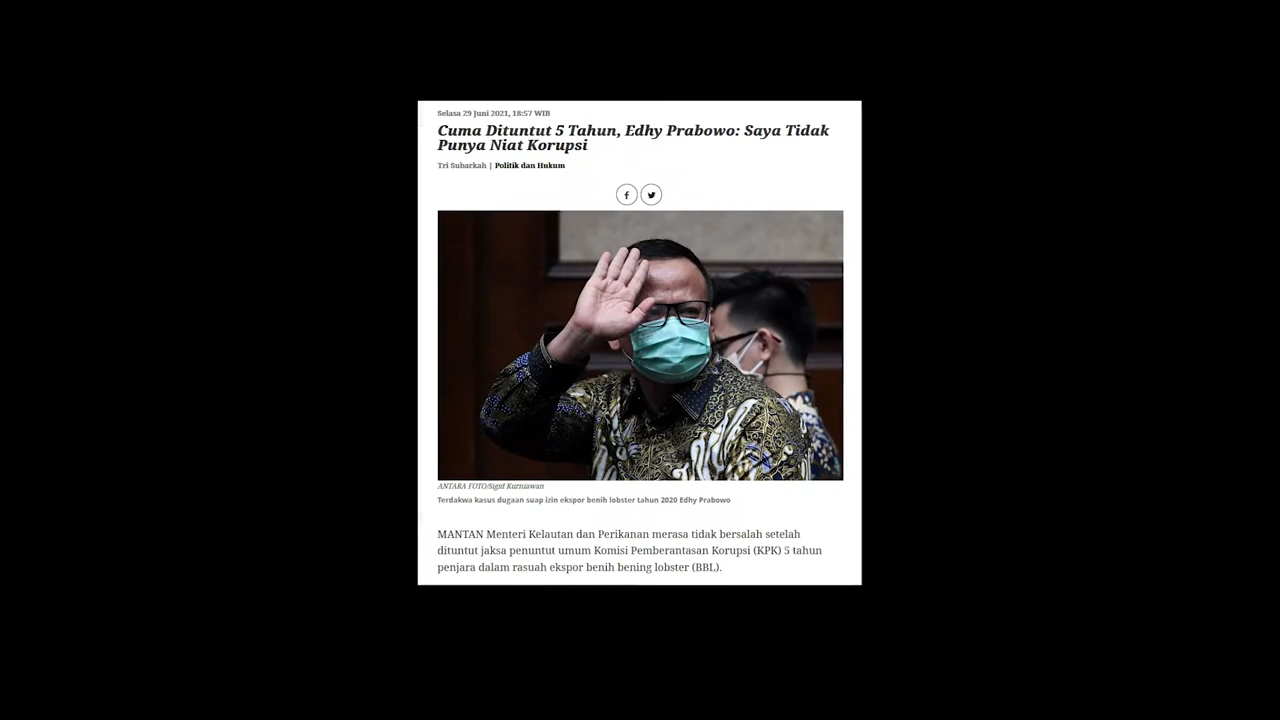 Selasa 29 Juni 2021, 18:57 WIB
Cuma Dituntut 5 Tahun, Edhy Prabowo: Saya Tidak
Punya Niat Korupsi
Tri Subarkah | Politik dan Hukum
ANTARA FOTO/Sigid Kurniawan
Terdakwa kasus dugaan suap izin ekspor benih lobster tahun 2020 Edhy Prabowo
MANTAN Menteri Kelautan dan Perikanan merasa tidak bersalah setelah
dituntut jaksa penuntut umum Komisi Pemberantasan Korupsi (KPK) 5 tahun
penjara dalam rasuah ekspor benih bening lobster (BBL).